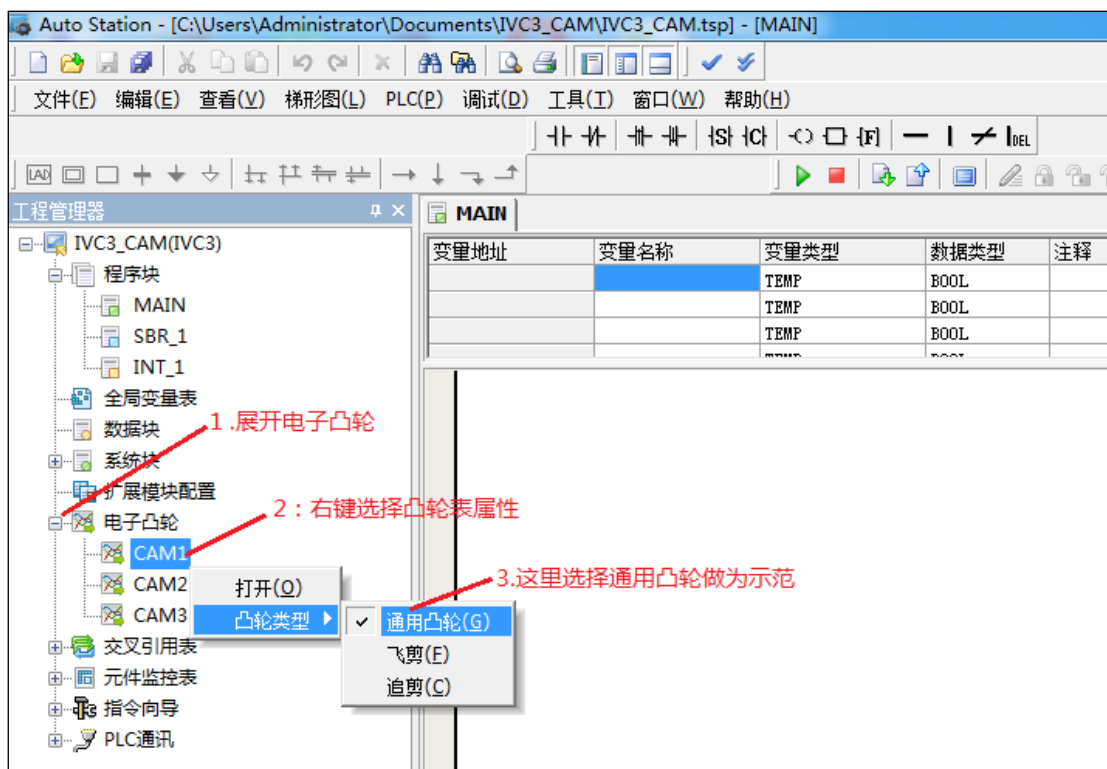 Auto Station - [C:\Users\Administrator\Documents\IVC3_CAM\IVC3_CAM.tsp] - [MAIN]
文件(F) 编辑(E) 查看(V) 梯形图(L) PLC(P) 调试(D) 工具(T) 窗口(W) 帮助(H)
S C F DEL
LAD
工程管理器
MAIN
变量地址 变量名称 变量类型 数据类型 注释
TEMP BOOL
TEMP BOOL
TEMP BOOL
TEMP BOOL
IVC3_CAM(IVC3)
程序块
MAIN
SBR_1
INT_1
全局变量表
数据块
1.展开电子凸轮
系统块
扩展模块配置
2：右键选择凸轮表属性
电子凸轮
CAM1
CAM2
CAM3
打开(O)
凸轮类型
3.这里选择通用凸轮做为示范
通用凸轮(G)
飞剪(F)
追剪(C)
交叉引用表
元件监控表
指令向导
PLC通讯